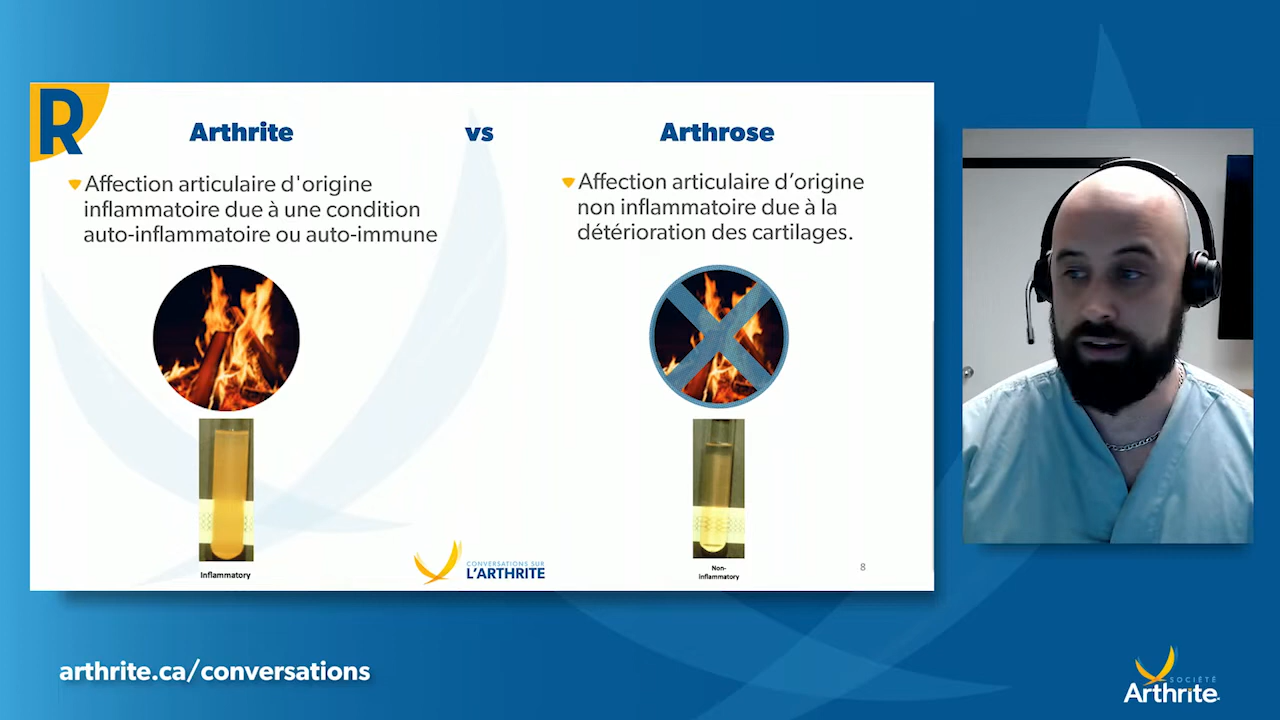 R
Arthrite
vs
Arthrose
Affection articulaire d'origine
inflammatoire due à une condition
auto-inflammatoire ou auto-immune
Affection articulaire d’origine
non inflammatoire due à la
détérioration des cartilages.
Inflammatory
Non-
Inflammatory
CONVERSATIONS SUR
L'ARTHRITE
8
arthrite.ca/conversations
SOCIÉTÉ
Arthrite